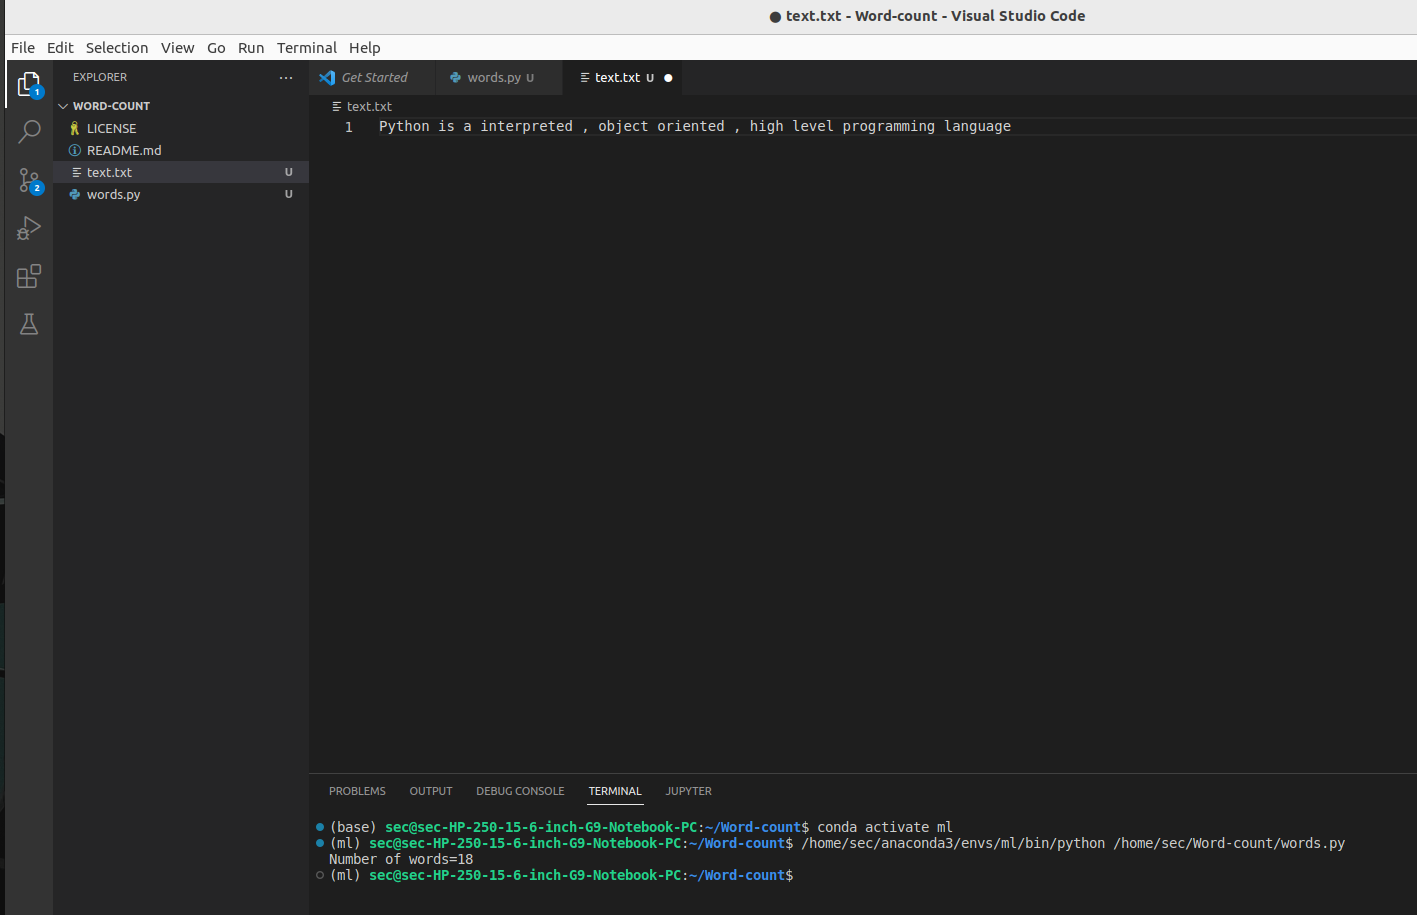 ● text.txt - Word-count - Visual Studio Code
File Edit Selection View Go Run Terminal Help
EXPLORER ...
WORD-COUNT
LICENSE
README.md
text.txt U
words.py U
1
2
Get Started words.py U text.txt U ●
text.txt
1 Python is a interpreted , object oriented , high level programming language
PROBLEMS OUTPUT DEBUG CONSOLE TERMINAL JUPYTER
(base) sec@sec-HP-250-15-6-inch-G9-Notebook-PC:~/Word-count$ conda activate ml
(ml) sec@sec-HP-250-15-6-inch-G9-Notebook-PC:~/Word-count$ /home/sec/anaconda3/envs/ml/bin/python /home/sec/Word-count/words.py
Number of words=18
(ml) sec@sec-HP-250-15-6-inch-G9-Notebook-PC:~/Word-count$